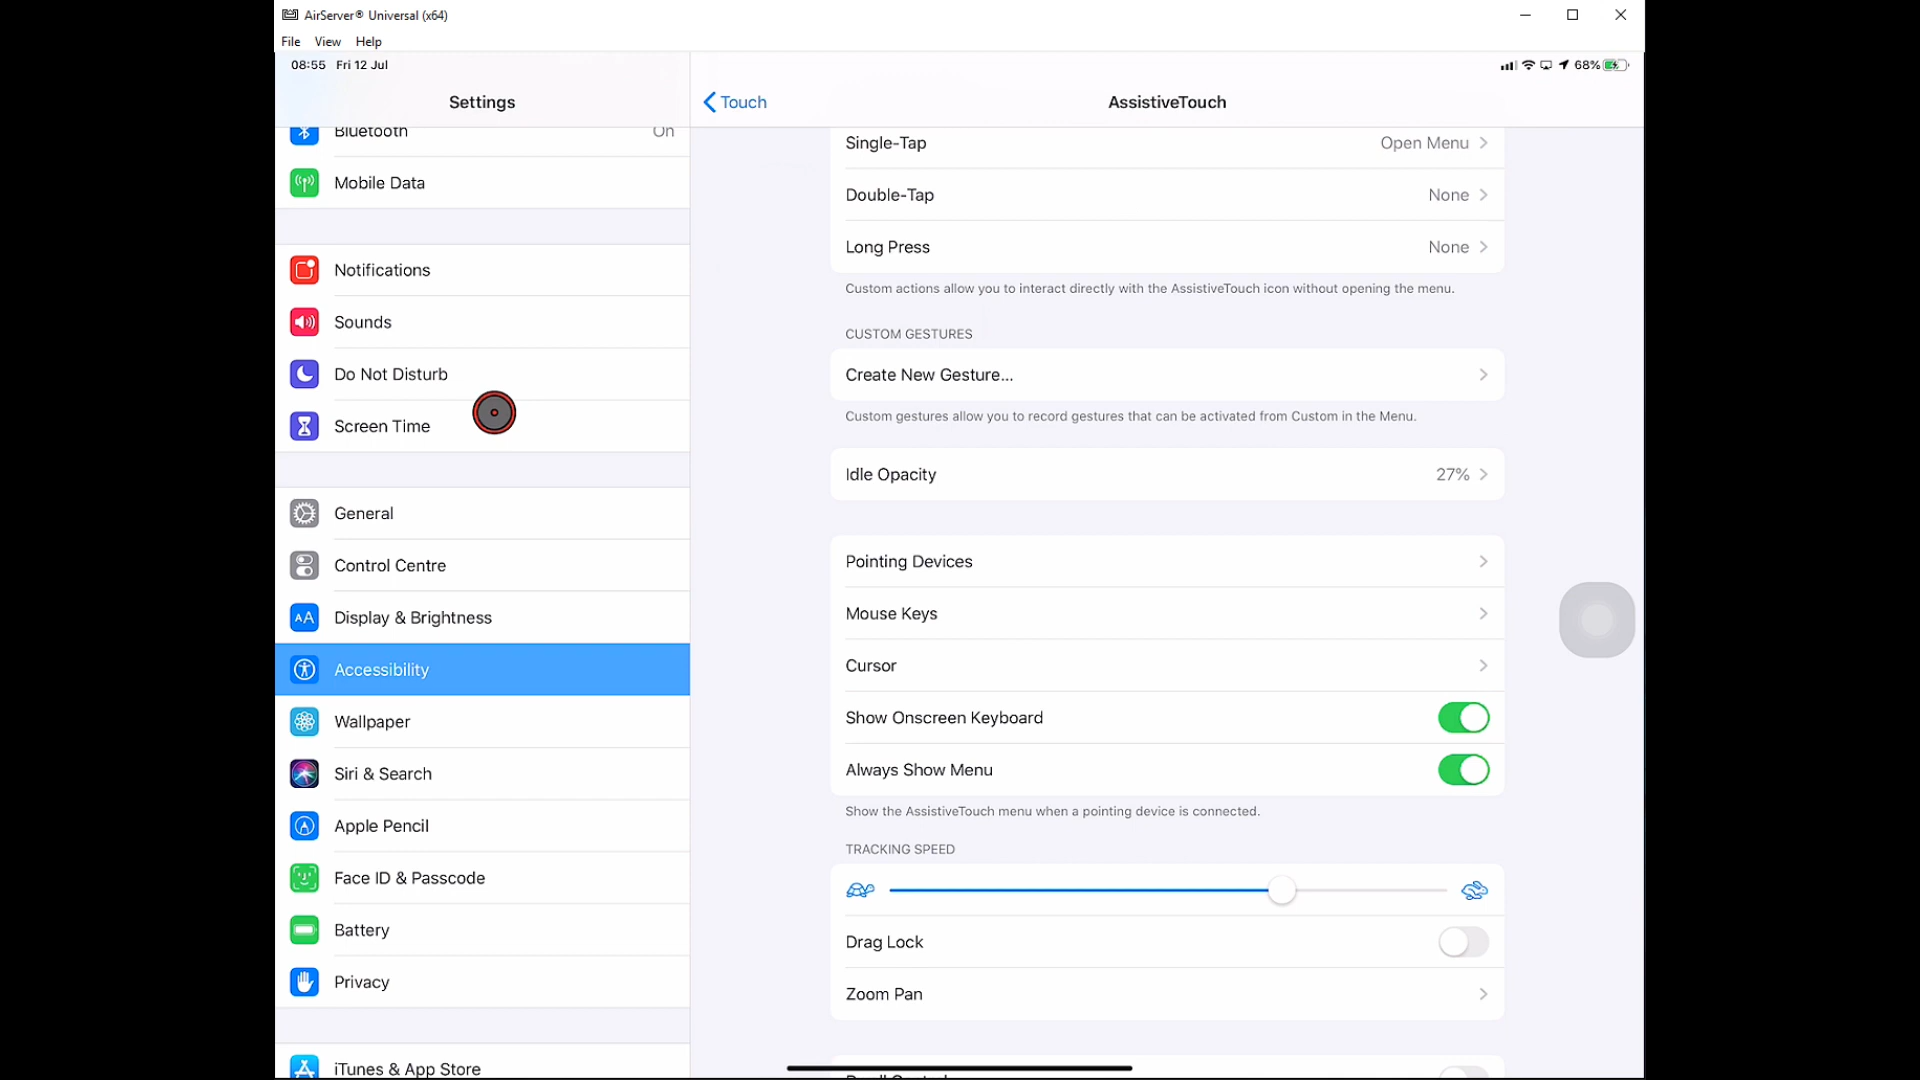 AirServer® Universal (x64)
File View Help
08:55 Fri 12 Jul
68%
Settings
Touch
AssistiveTouch
Bluetooth On
Mobile Data
Notifications
Sounds
Do Not Disturb
Screen Time
General
Control Centre
AA Display & Brightness
Accessibility
Wallpaper
Siri & Search
Apple Pencil
Face ID & Passcode
Battery
Privacy
iTunes & App Store
Single-Tap Open Menu
Double-Tap None
Long Press None
Custom actions allow you to interact directly with the AssistiveTouch icon without opening the menu.
CUSTOM GESTURES
Create New Gesture...
Custom gestures allow you to record gestures that can be activated from Custom in the Menu.
Idle Opacity 27%
Pointing Devices
Mouse Keys
Cursor
Show Onscreen Keyboard
Always Show Menu
Show the AssistiveTouch menu when a pointing device is connected.
TRACKING SPEED
Drag Lock
Zoom Pan